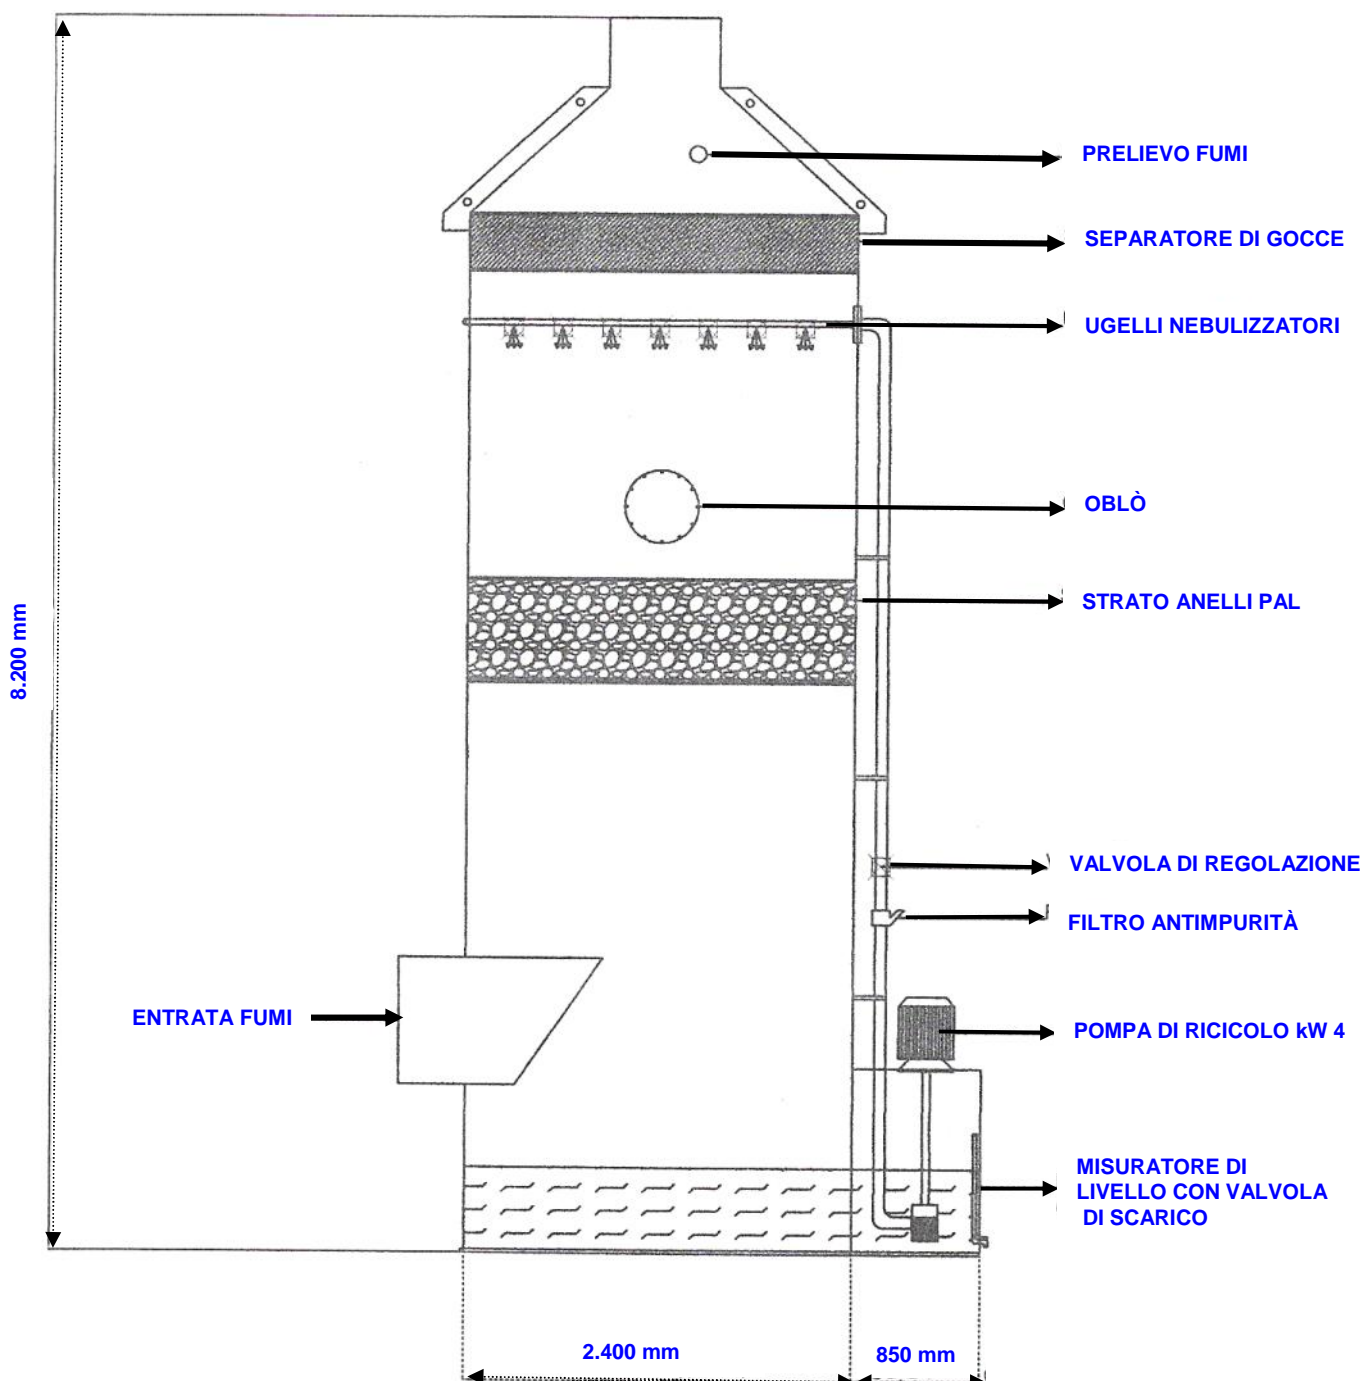 PRELIEVO FUMI
SEPARATORE DI GOCCE
UGELLI NEBULIZZATORI
OBLÒ
STRATO ANELLI PAL
8.200 mm
VALVOLA DI REGOLAZIONE
FILTRO ANTIMPURITÀ
ENTRATA FUMI
POMPA DI RICICOLO kW 4
MISURATORE DI
LIVELLO CON VALVOLA
DI SCARICO
2.400 mm
850 mm